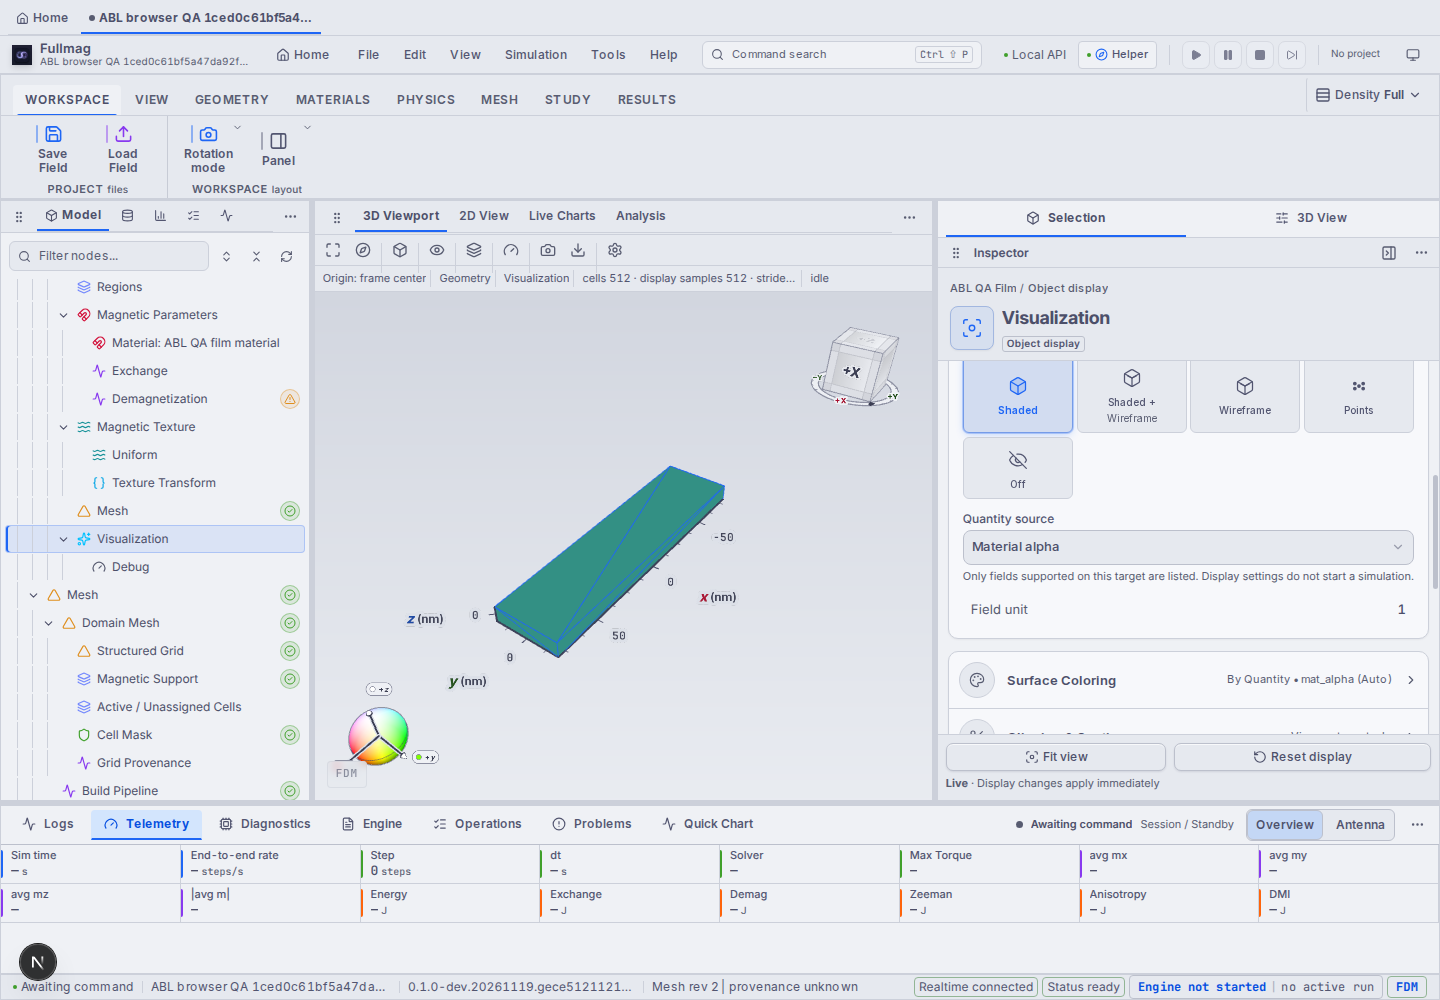 Home
ABL browser QA 1ced0c61bf5a4...
Fullmag
ABL browser QA 1ced0c61bf5a47da92f...
Home File Edit View Simulation Tools Help
Command search Ctrl ⇧ P
Local API
Helper
No project
WORKSPACE VIEW GEOMETRY MATERIALS PHYSICS MESH STUDY RESULTS
Density Full
Save Field
Load Field
Rotation mode
Panel
PROJECT files
WORKSPACE layout
Model
Filter nodes...
Regions
Magnetic Parameters
Material: ABL QA film material
Exchange
Demagnetization
Magnetic Texture
Uniform
Texture Transform
Mesh
Visualization
Debug
Mesh
Domain Mesh
Structured Grid
Magnetic Support
Active / Unassigned Cells
Cell Mask
Grid Provenance
Build Pipeline
3D Viewport 2D View Live Charts Analysis
Origin: frame center Geometry Visualization cells 512 · display samples 512 · stride... idle
+X
-Y
+X
+Y
-50
0
x (nm)
z (nm)
0
50
0
y (nm)
+z
+y
FDM
Selection
3D View
Inspector
ABL QA Film / Object display
Visualization
Object display
Shaded
Shaded + Wireframe
Wireframe
Points
Off
Quantity source
Material alpha
Only fields supported on this target are listed. Display settings do not start a simulation.
Field unit 1
Surface Coloring By Quantity • mat_alpha (Auto)
Fit view
Reset display
Live · Display changes apply immediately
Logs Telemetry Diagnostics Engine Operations Problems Quick Chart
Awaiting command Session / Standby
Overview Antenna
Sim time
— s
End-to-end rate
— steps/s
Step
0 steps
dt
— s
Solver
—
Max Torque
—
avg mx
—
avg my
—
avg mz
—
|avg m|
—
Energy
— J
Exchange
— J
Demag
— J
Zeeman
— J
Anisotropy
— J
DMI
— J
N
Awaiting command ABL browser QA 1ced0c61bf5a47da... 0.1.0-dev.20261119.gece5121121... Mesh rev 2 | provenance unknown
Realtime connected Status ready Engine not started | no active run FDM